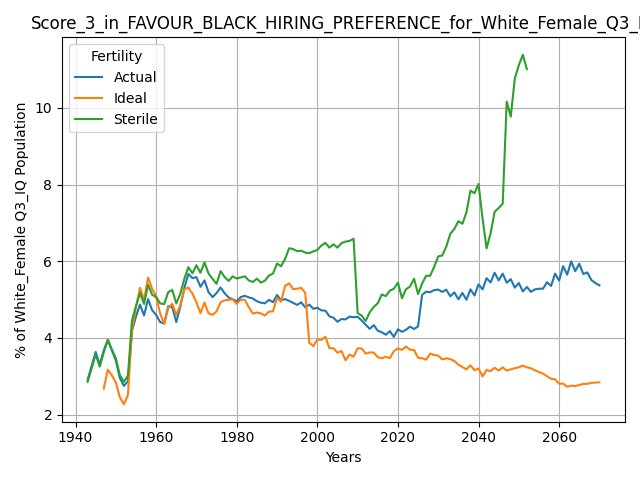 Score_3_in_FAVOUR_BLACK_HIRING_PREFERENCE_for_White_Female_Q3_
Fertility
Actual
Ideal
Sterile
% of White_Female Q3_IQ Population
10
8
6
4
2
1940 1960 1980 2000 2020 2040 2060
Years